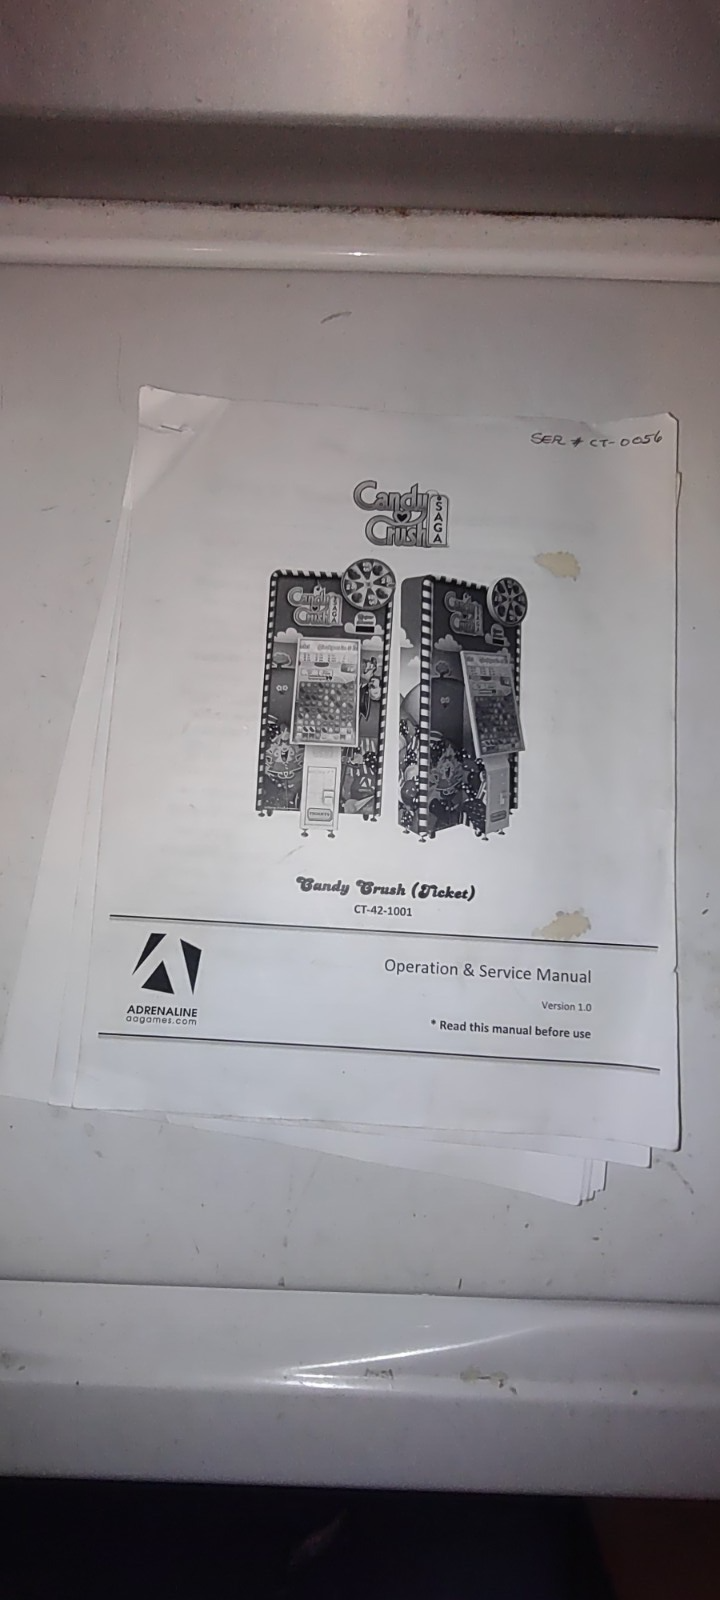 SER # CT-0056
Candy
Crush
SAGA
Candy Crush (Ticket)
CT-42-1001
Operation & Service Manual
Version 1.0
* Read this manual before use
ADRENALINE
aagames.com